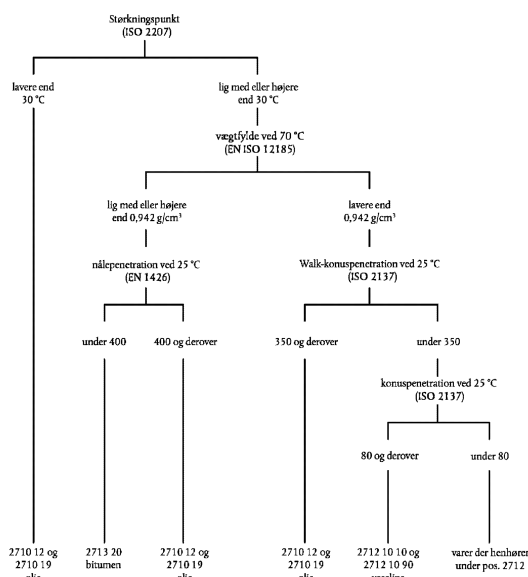 Størkningspunkt
(ISO 2207)
lavere end
30 °C
lig med eller højere
end 30 °C
vægtfylde ved 70 °C
(EN ISO 12185)
lig med eller højere
end 0,942 g/cm³
lavere end
0,942 g/cm³
nålepenetration ved 25 °C
(EN 1426)
Walk-konuspenetration ved 25 °C
(ISO 2137)
under 400
400 og derover
350 og derover
under 350
konuspenetration ved 25 °C
(ISO 2137)
80 og derover
under 80
2710 12 og
2710 19
2713 20
bitumen
2710 12 og
2710 19
2710 12 og
2710 19
2712 10 10 og
2712 10 90
varer der henhører
under pos. 2712